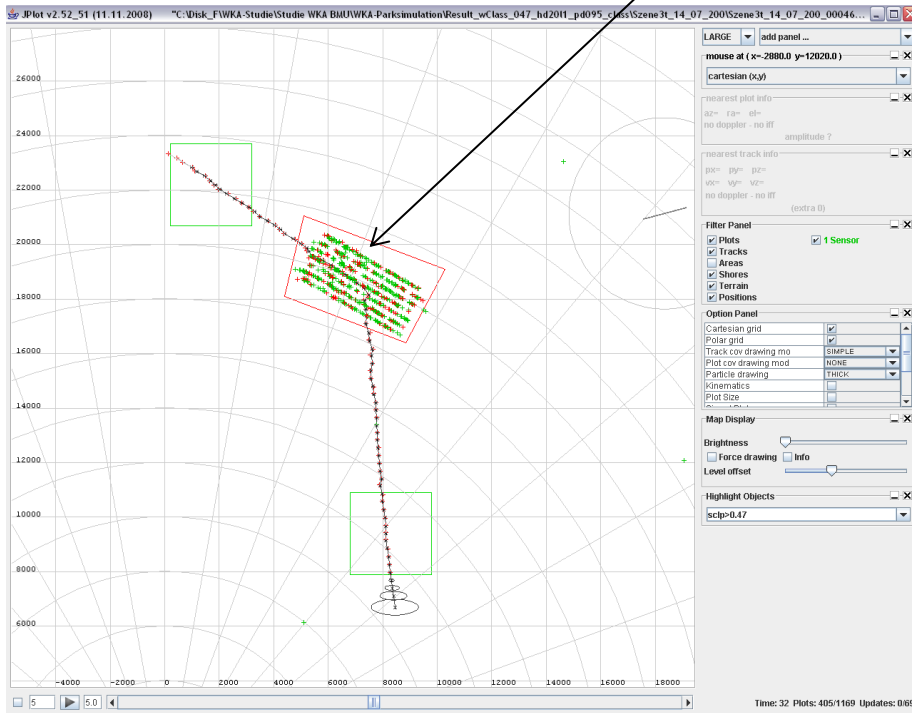 JPlot v2.52_51 (11.11.2008) "C:\Disk_F\WKA-Studie\Studie WKA BMU\WKA-Parksimulation\Result_wClass_047_hd20l1_pd095_class\Szene3t_14_07_200\Szene3t_14_07_200_00046...
LARGE add panel ...
mouse at ( x=-2880.0 y=12020.0 )
cartesian (x,y)
nearest plot info
az= ra= el=
no doppler - no iff
amplitude ?
nearest track info
px= py= pz=
vx= vy= vz=
no doppler - no iff
(extra 0)
Filter Panel
Plots 1 Sensor
Tracks
Areas
Shores
Terrain
Positions
Option Panel
Cartesian grid
Polar grid
Track cov drawing mo SIMPLE
Plot cov drawing mod NONE
Particle drawing THICK
Kinematics
Plot Size
Map Display
Brightness
Force drawing Info
Level offset
Highlight Objects
sclp>0.47
26000
24000
22000
20000
18000
16000
14000
12000
10000
8000
6000
-4000 -2000 0 2000 4000 6000 8000 10000 12000 14000 16000 18000
5 5.0 Time: 32 Plots: 405/1169 Updates: 0/69